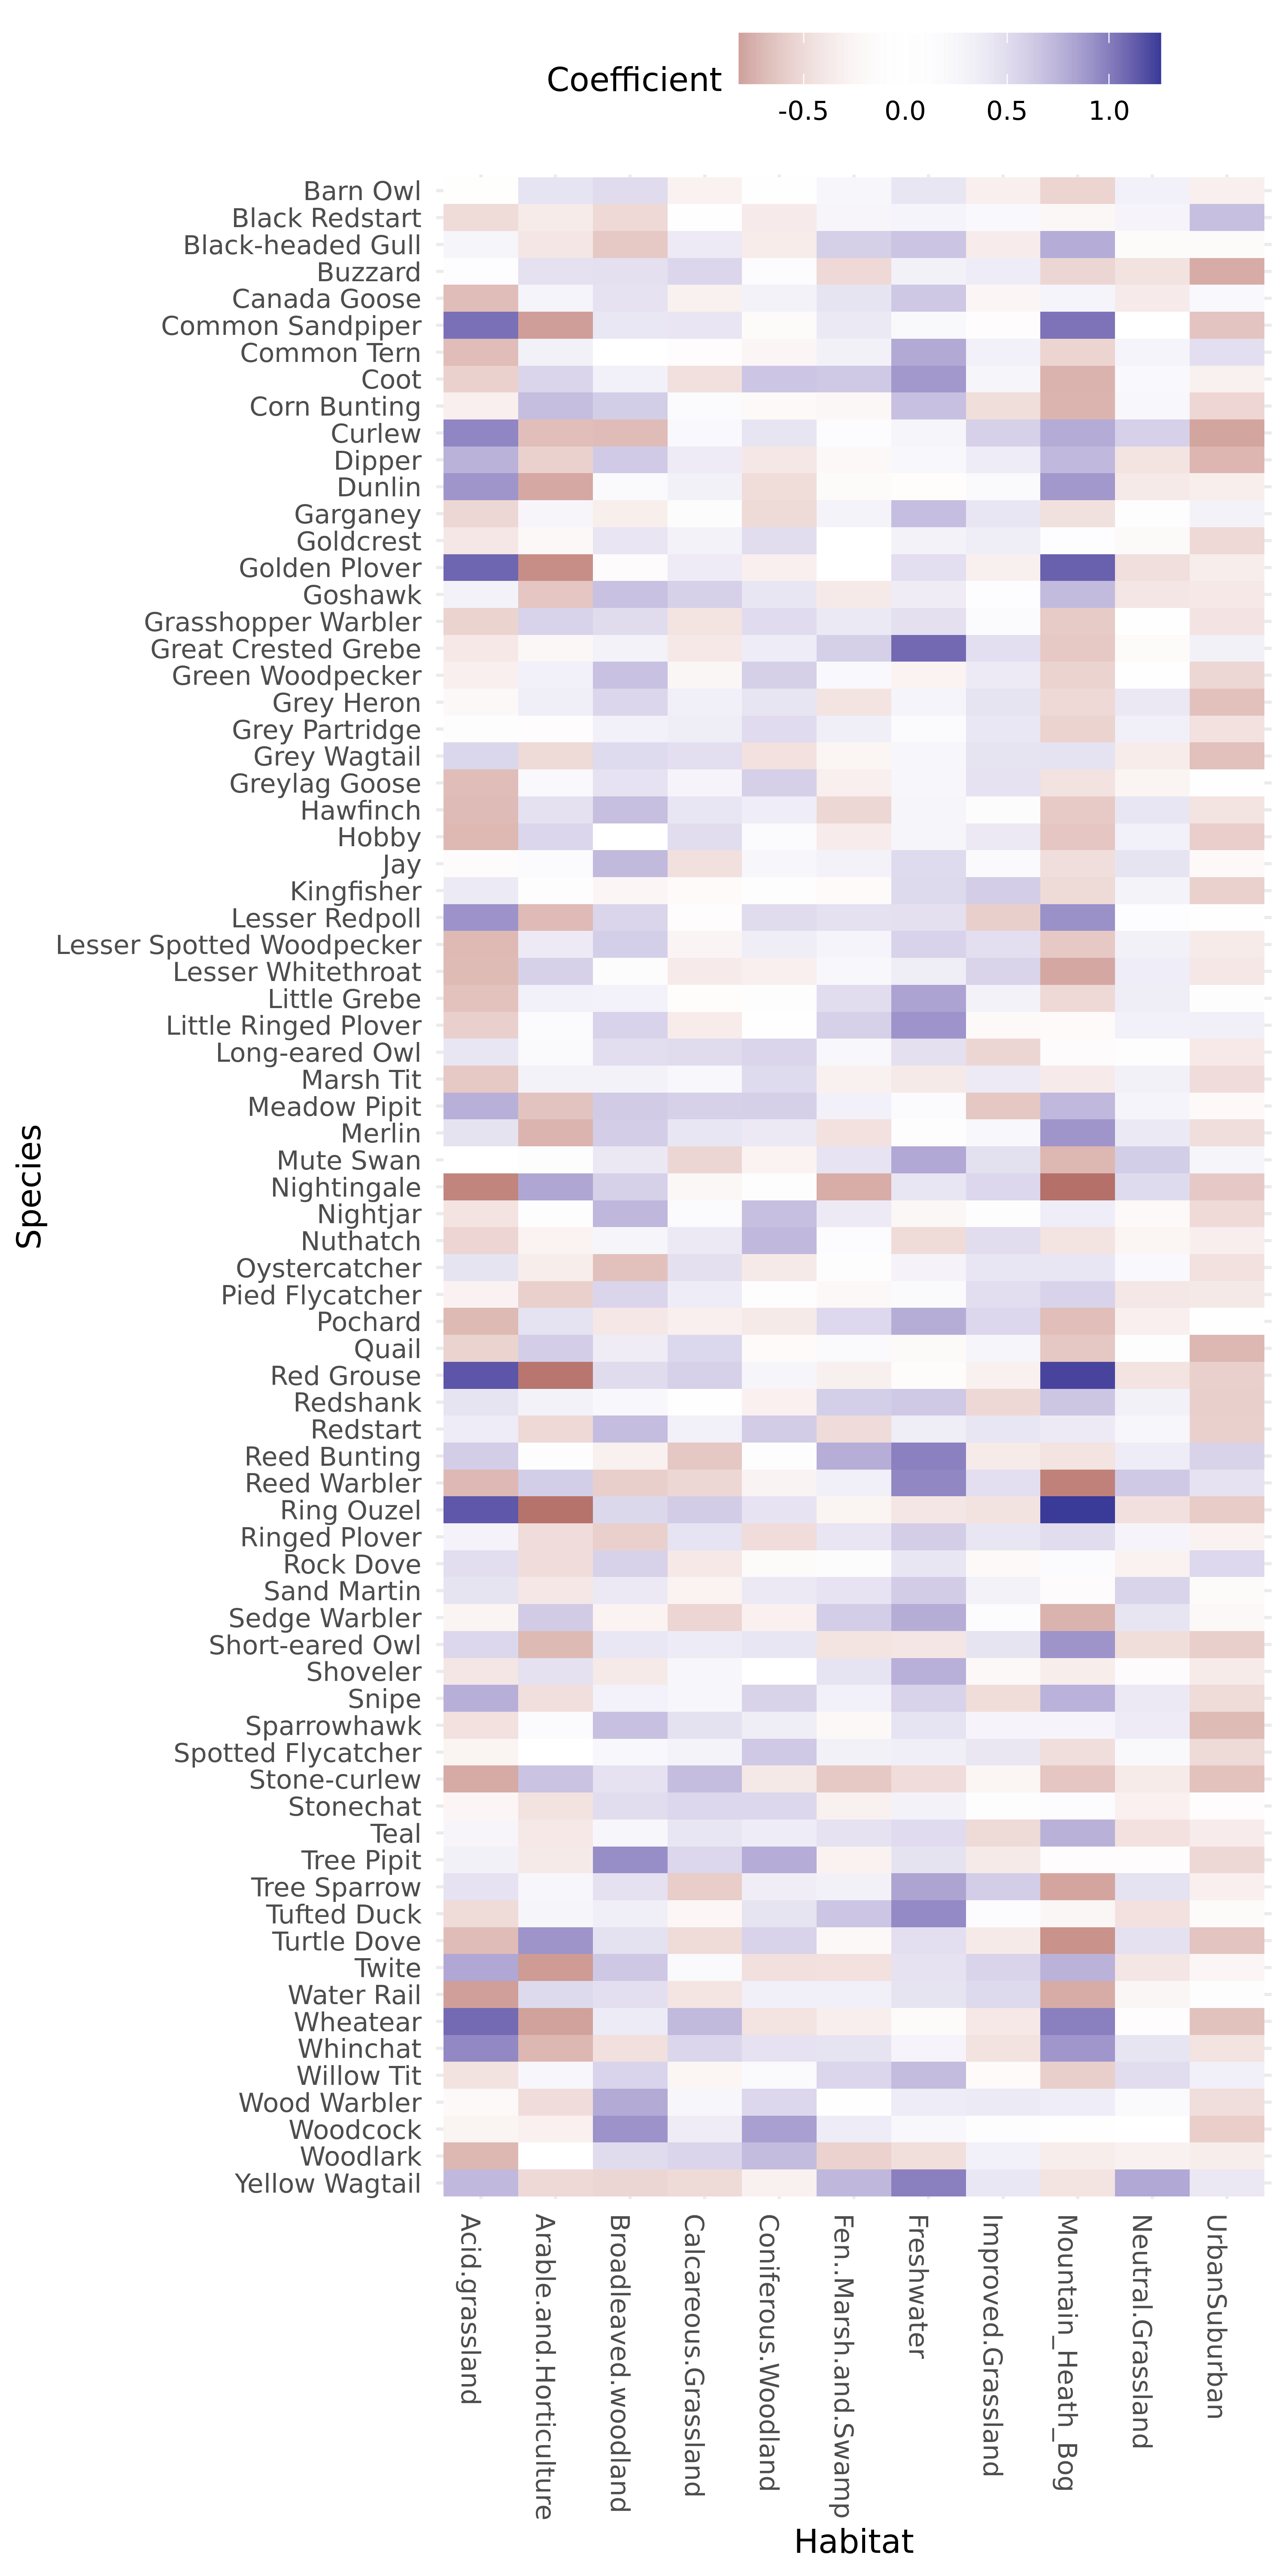 Coefficient
-0.5 0.0 0.5 1.0
Barn Owl
Black Redstart
Black-headed Gull
Buzzard
Canada Goose
Common Sandpiper
Common Tern
Coot
Corn Bunting
Curlew
Dipper
Dunlin
Garganey
Goldcrest
Golden Plover
Goshawk
Grasshopper Warbler
Great Crested Grebe
Green Woodpecker
Grey Heron
Grey Partridge
Grey Wagtail
Greylag Goose
Hawfinch
Hobby
Jay
Kingfisher
Lesser Redpoll
Lesser Spotted Woodpecker
Lesser Whitethroat
Little Grebe
Little Ringed Plover
Long-eared Owl
Marsh Tit
Meadow Pipit
Merlin
Mute Swan
Nightingale
Nightjar
Nuthatch
Oystercatcher
Pied Flycatcher
Pochard
Quail
Red Grouse
Redshank
Redstart
Reed Bunting
Reed Warbler
Ring Ouzel
Ringed Plover
Rock Dove
Sand Martin
Sedge Warbler
Short-eared Owl
Shoveler
Snipe
Sparrowhawk
Spotted Flycatcher
Stone-curlew
Stonechat
Teal
Tree Pipit
Tree Sparrow
Tufted Duck
Turtle Dove
Twite
Water Rail
Wheatear
Whinchat
Willow Tit
Wood Warbler
Woodcock
Woodlark
Yellow Wagtail
Species
Acid.grassland
Arable.and.Horticulture
Broadleaved.woodland
Calcareous.Grassland
Coniferous.Woodland
Fen..Marsh.and.Swamp
Freshwater
Improved.Grassland
Mountain_Heath_Bog
Neutral.Grassland
UrbanSuburban
Habitat